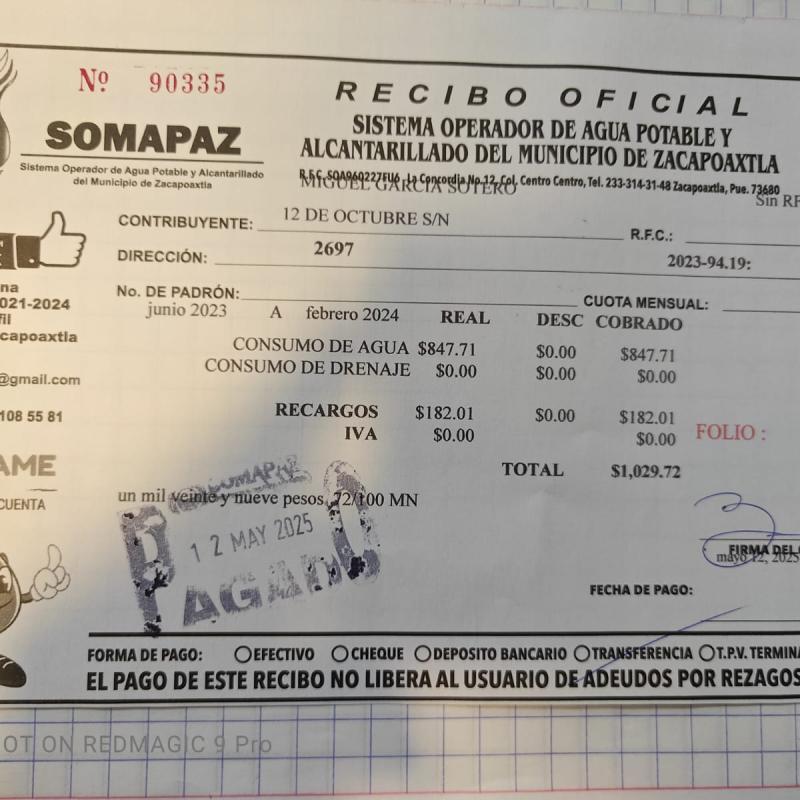 Nº 90335
RECIBO OFICIAL
SOMAPAZ
Sistema Operador de Agua Potable y Alcantarillado
del Municipio de Zacapoaxtla
SISTEMA OPERADOR DE AGUA POTABLE Y
ALCANTARILLADO DEL MUNICIPIO DE ZACAPOAXTLA
R.F.C. SOA960227FU6 , La Concordia No. 12, Col. Centro Centro, Tel. 233-314-31-48 Zacapoaxtla, Pue. 73680
MIGUEL GARCIA SOTERO
Sin RF
CONTRIBUYENTE: 12 DE OCTUBRE S/N
R.F.C.:
DIRECCIÓN: 2697
2023-94.19:
No. DE PADRÓN:
CUOTA MENSUAL:
na
021-2024
fil
capoaxtla
@gmail.com
108 55 81
AME
CUENTA
junio 2023 A febrero 2024 REAL DESC COBRADO
CONSUMO DE AGUA $847.71 $0.00 $847.71
CONSUMO DE DRENAJE $0.00 $0.00 $0.00
RECARGOS $182.01 $0.00 $182.01
IVA $0.00 $0.00
FOLIO :
TOTAL $1,029.72
un mil veinte y nueve pesos 72/100 MN
SOMAPAZ
12 MAY 2025
PAGADO
FIRMA DEL
mayo 12, 2025
FECHA DE PAGO:
FORMA DE PAGO: EFECTIVO CHEQUE DEPOSITO BANCARIO TRANSFERENCIA T.P.V. TERMINA
EL PAGO DE ESTE RECIBO NO LIBERA AL USUARIO DE ADEUDOS POR REZAGOS
OT ON REDMAGIC 9 Pro